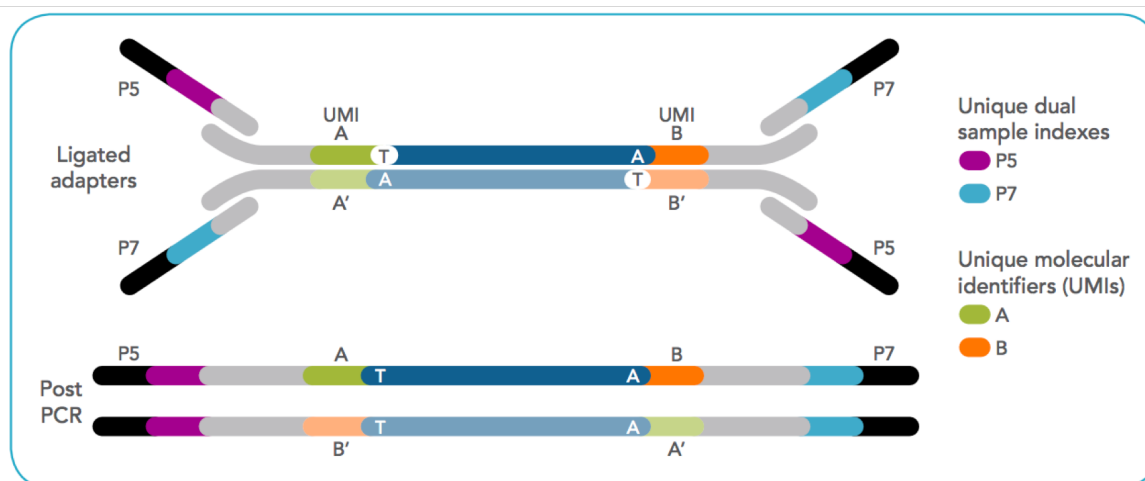 P5
P7
UMI
A
UMI
B
Ligated
adapters
T
A
A
T
A′
B′
P7
P5
Unique dual
sample indexes
P5
P7
Unique molecular
identifiers (UMIs)
A
B
P5
A
B
P7
Post
PCR
T
A
T
A
B′
A′